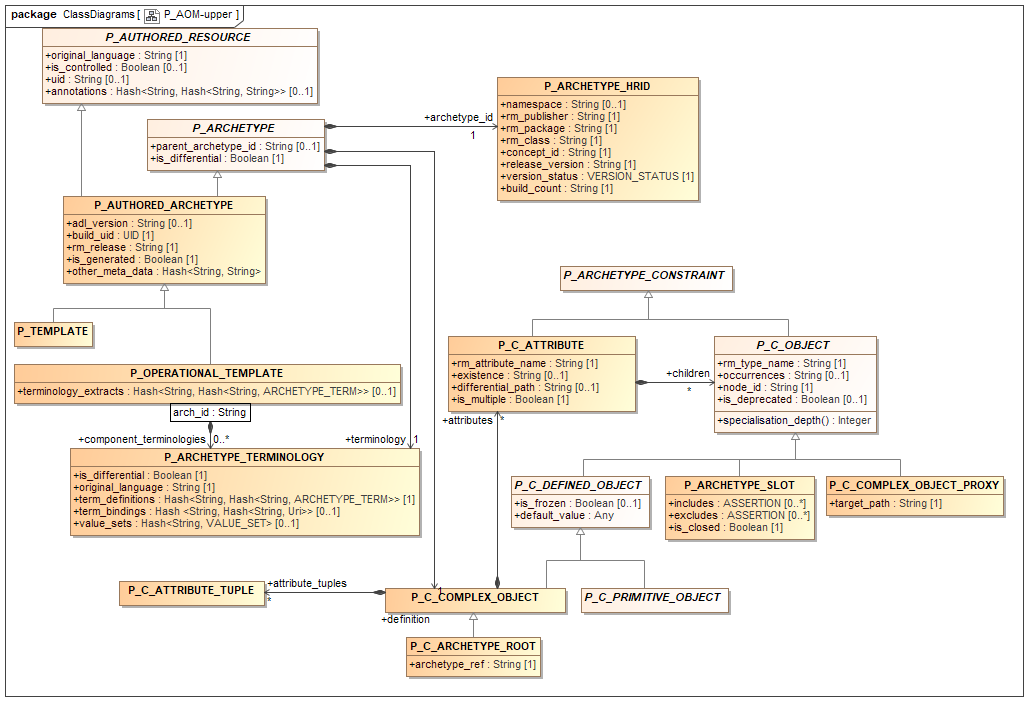 package ClassDiagrams [ P_AOM-upper ]
P_AUTHORED_RESOURCE
+original_language : String [1]
+is_controlled : Boolean [0..1]
+uid : String [0..1]
+annotations : Hash<String, Hash<String, String>> [0..1]
P_ARCHETYPE
+parent_archetype_id : String [0..1]
+is_differential : Boolean [1]
+archetype_id
1
P_ARCHETYPE_HRID
+namespace : String [0..1]
+rm_publisher : String [1]
+rm_package : String [1]
+rm_class : String [1]
+concept_id : String [1]
+release_version : String [1]
+version_status : VERSION_STATUS [1]
+build_count : String [1]
P_AUTHORED_ARCHETYPE
+adl_version : String [0..1]
+build_uid : UID [1]
+rm_release : String [1]
+is_generated : Boolean [1]
+other_meta_data : Hash<String, String>
P_TEMPLATE
P_OPERATIONAL_TEMPLATE
+terminology_extracts : Hash<String, Hash<String, ARCHETYPE_TERM>> [0..1]
arch_id : String
+component_terminologies
0..*
+terminology
1
P_ARCHETYPE_TERMINOLOGY
+is_differential : Boolean [1]
+original_language : String [1]
+term_definitions : Hash<String, Hash<String, ARCHETYPE_TERM>> [1]
+term_bindings : Hash <String, Hash<String, Uri>> [0..1]
+value_sets : Hash<String, VALUE_SET> [0..1]
P_ARCHETYPE_CONSTRAINT
P_C_ATTRIBUTE
+rm_attribute_name : String [1]
+existence : String [0..1]
+differential_path : String [0..1]
+is_multiple : Boolean [1]
+children
*
P_C_OBJECT
+rm_type_name : String [1]
+occurrences : String [0..1]
+node_id : String [1]
+is_deprecated : Boolean [0..1]
+specialisation_depth() : Integer
+attributes
*
P_C_DEFINED_OBJECT
+is_frozen : Boolean [0..1]
+default_value : Any
P_ARCHETYPE_SLOT
+includes : ASSERTION [0..*]
+excludes : ASSERTION [0..*]
+is_closed : Boolean [1]
P_C_COMPLEX_OBJECT_PROXY
+target_path : String [1]
P_C_ATTRIBUTE_TUPLE
+attribute_tuples
*
1
P_C_COMPLEX_OBJECT
+definition
P_C_PRIMITIVE_OBJECT
P_C_ARCHETYPE_ROOT
+archetype_ref : String [1]